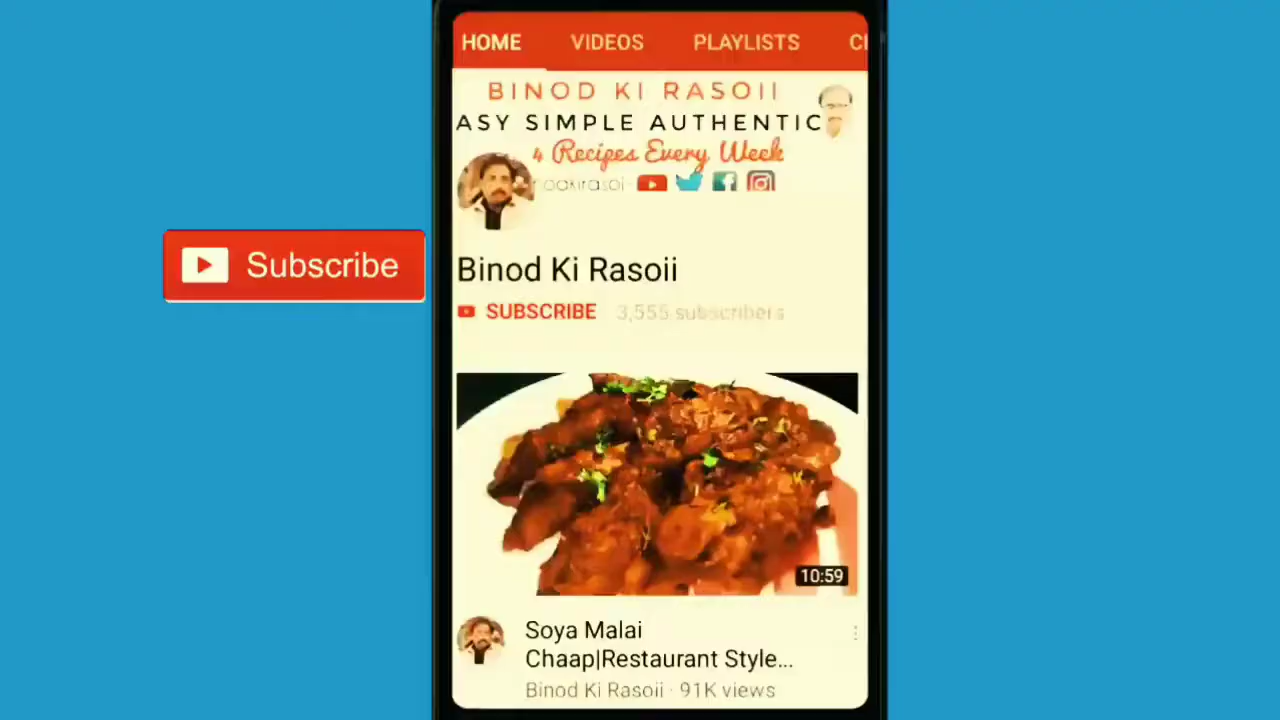 HOME VIDEOS PLAYLISTS
BINOD KI RASOII
ASY SIMPLE AUTHENTIC
4 Recipes Every Week
Subscribe
Binod Ki Rasoii
SUBSCRIBE 3,555 subscribers
10:59
Soya Malai
Chaap|Restaurant Style...
Binod Ki Rasoii · 91K views